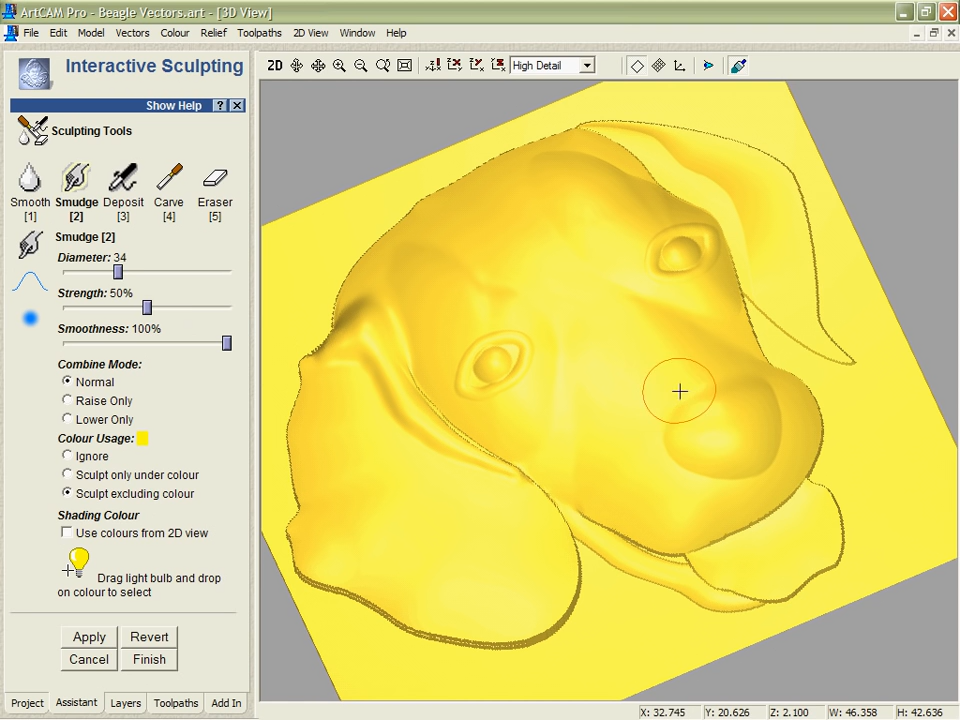 ArtCAM Pro - Beagle Vectors.art - [3D View]
File Edit Model Vectors Colour Relief Toolpaths 2D View Window Help
Interactive Sculpting
2D High Detail
Show Help ? X
Sculpting Tools
Smooth Smudge Deposit Carve Eraser
[1] [2] [3] [4] [5]
Smudge [2]
Diameter: 34
Strength: 50%
Smoothness: 100%
Combine Mode:
Normal
Raise Only
Lower Only
Colour Usage:
Ignore
Sculpt only under colour
Sculpt excluding colour
Shading Colour
Use colours from 2D view
Drag light bulb and drop
on colour to select
Apply Revert
Cancel Finish
Project Assistant Layers Toolpaths Add In
X: 32.745 Y: 20.626 Z: 2.100 W: 46.358 H: 42.636